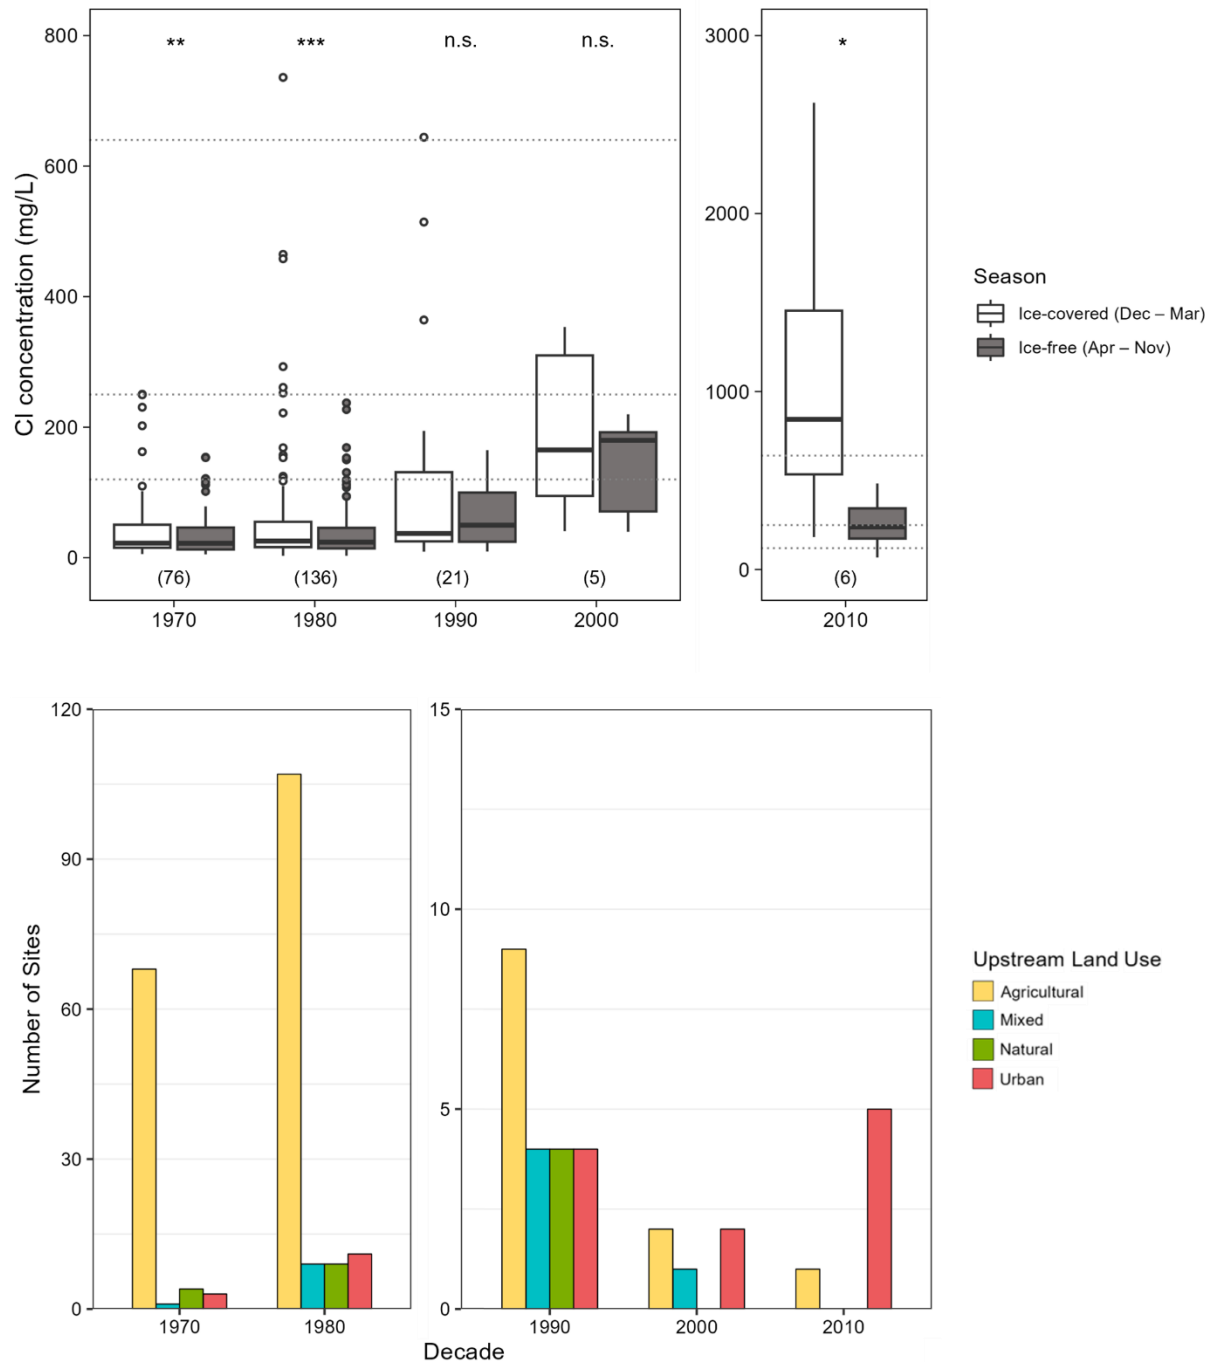 800
600
400
200
0
Cl concentration (mg/L)
** *** n.s. n.s.
(76) (136) (21) (5)
1970 1980 1990 2000
3000
2000
1000
0
*
(6)
2010
Season
Ice-covered (Dec – Mar)
Ice-free (Apr – Nov)
120
90
60
30
0
Number of Sites
1970 1980
15
10
5
0
1990 2000 2010
Decade
Upstream Land Use
Agricultural
Mixed
Natural
Urban